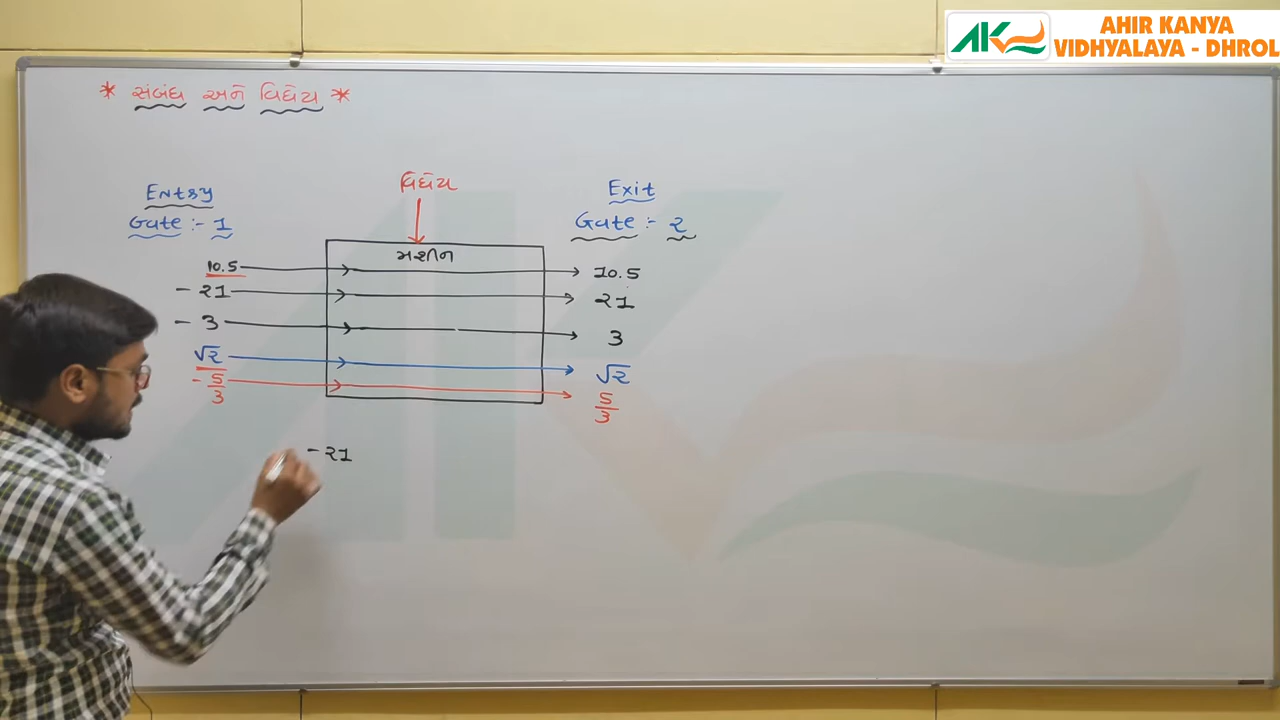 AHIR KANYA
VIDHYALAYA - DHROL
* સંબંધ અને વિધેય *
વિધેય
Entry
Gate :- 1
Exit
Gate :- 2
મશીન
10.5
10.5
- 21
21
- 3
3
√2
√2
- 5/3
5/3
- 21